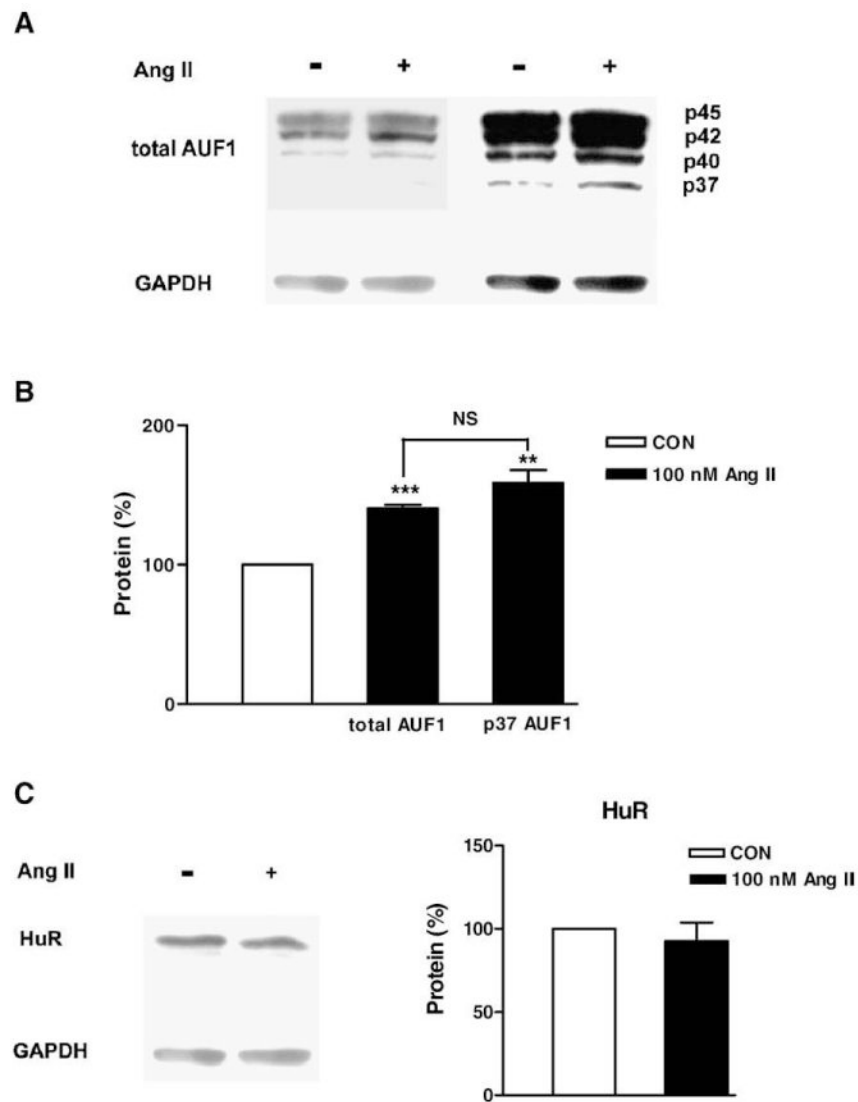 A
Ang II - + - +
total AUF1
p45
p42
p40
p37
GAPDH
B
200
NS
CON
100 nM Ang II
***
**
Protein (%)
100
0
total AUF1 p37 AUF1
C
HuR
Ang II - +
HuR
GAPDH
150
CON
100 nM Ang II
100
Protein (%)
50
0